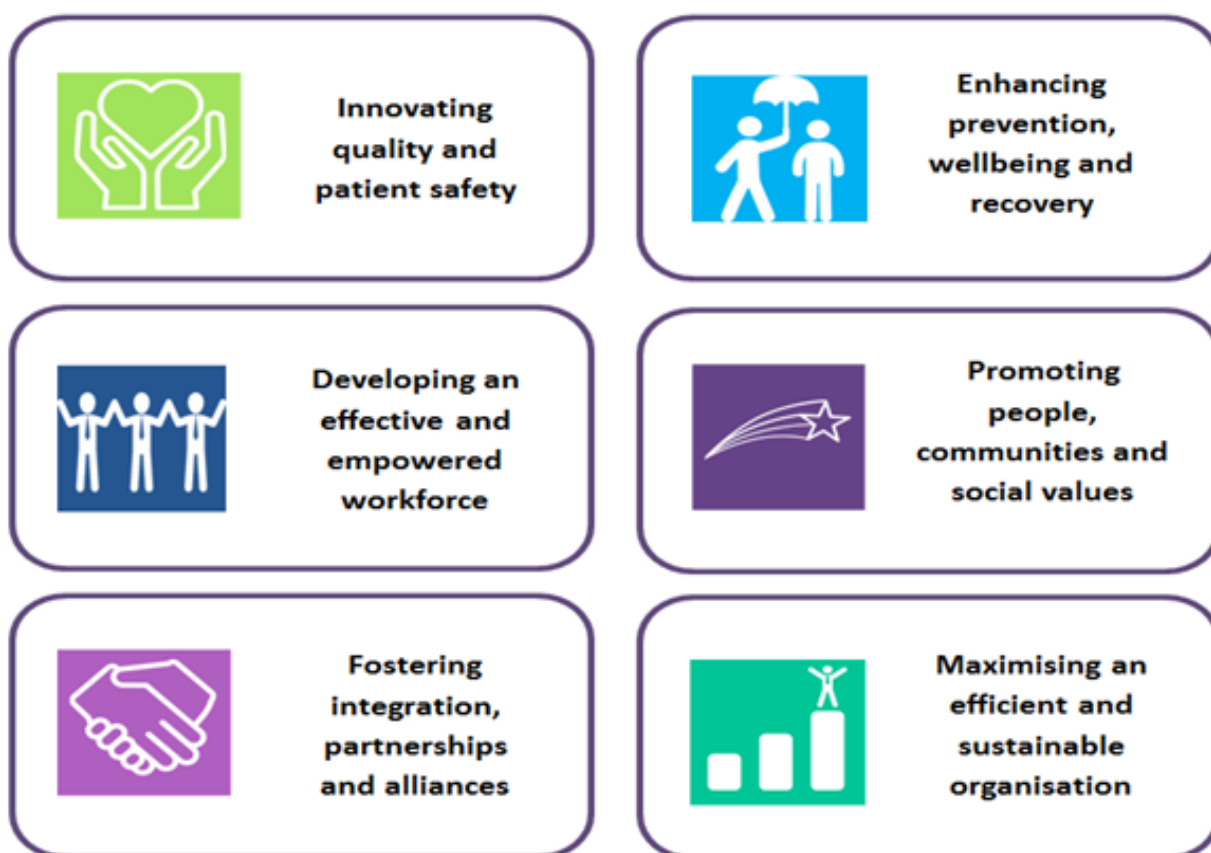 Innovating
quality and
patient safety
Enhancing
prevention,
wellbeing and
recovery
Developing an
effective and
empowered
workforce
Promoting
people,
communities and
social values
Fostering
integration,
partnerships
and alliances
Maximising an
efficient and
sustainable
organisation